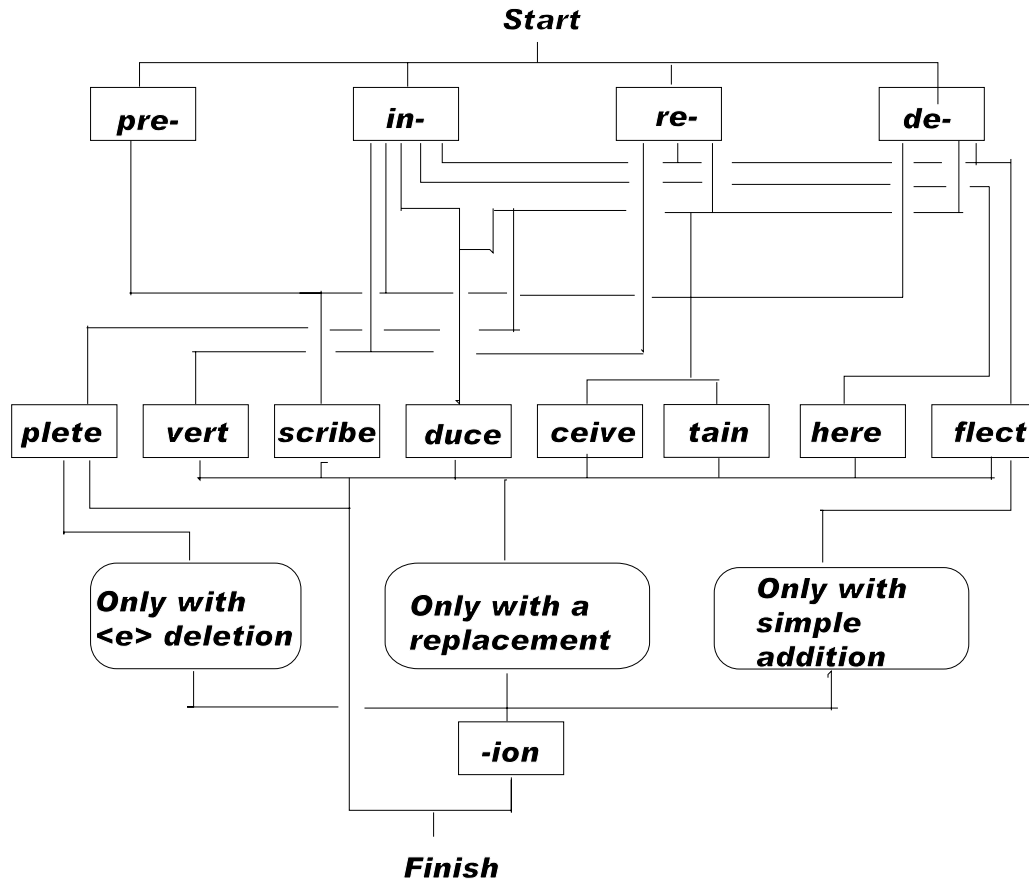 Start
pre-
in-
re-
de-
plete
vert
scribe
duce
ceive
tain
here
flect
Only with
<e> deletion
Only with a
replacement
Only with
simple
addition
-ion
Finish